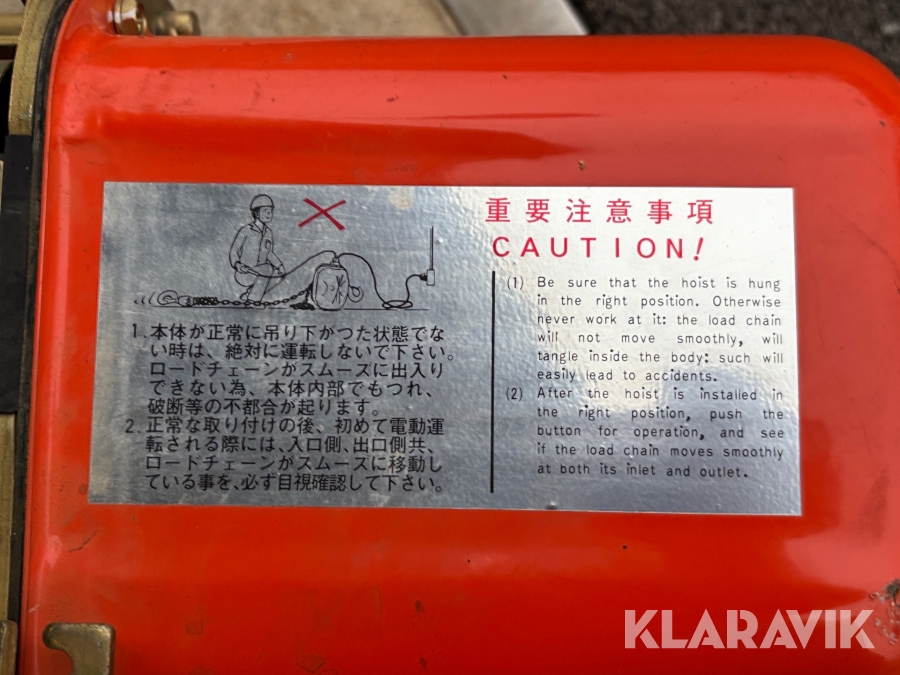 重要注意事項
CAUTION!
1. 本体が正常に吊り下がつた状態でな
い時は、絶対に運転しないで下さい。
ロードチェーンがスムーズに出入り
できない為、本体内部でもつれ、
破断等の不都合が起ります。
2. 正常な取り付けの後、初めて電動運
転される際には、入口側、出口側共、
ロードチェーンがスムーズに移動し
ている事を、必ず目視確認して下さい。
(1) Be sure that the hoist is hung
in the right position. Otherwise
never work at it: the load chain
will not move smoothly, will
tangle inside the body: such will
easily lead to accidents.
(2) After the hoist is installed in
the right position, push the
button for operation, and see
if the load chain moves smoothly
at both its inlet and outlet.
KLARAVIK